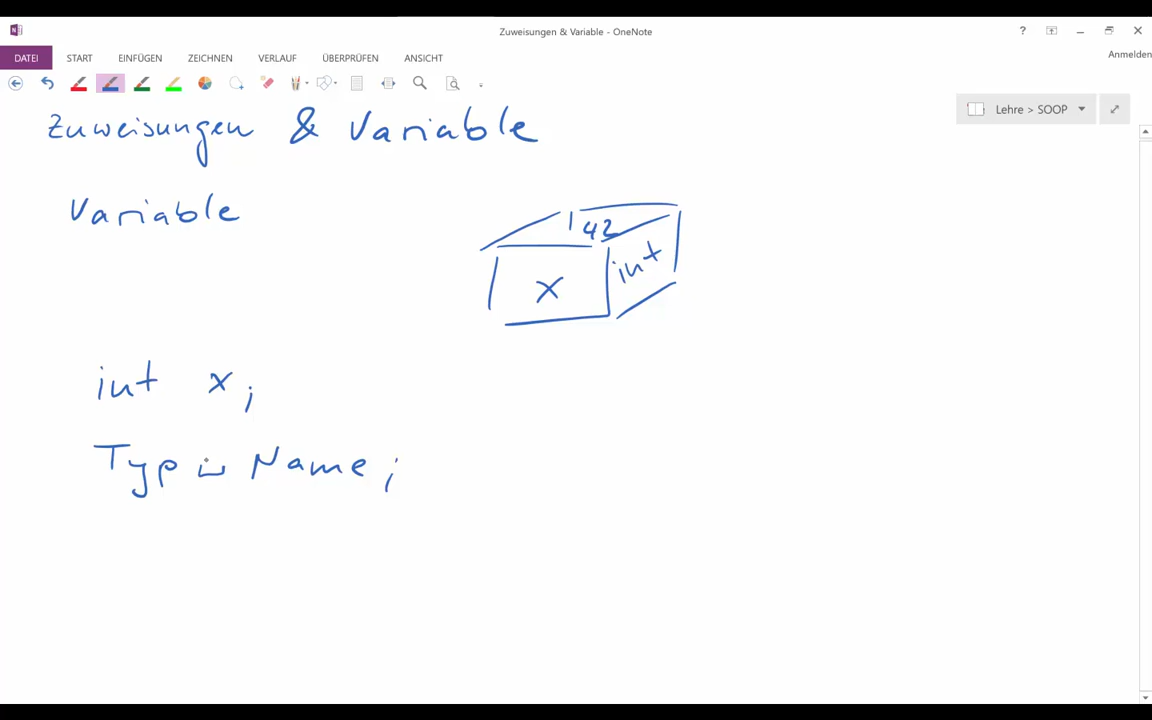 Zuweisungen & Variable - OneNote
?
Anmelden
DATEI START EINFÜGEN ZEICHNEN VERLAUF ÜBERPRÜFEN ANSICHT
Lehre > SOOP
Zuweisungen & Variable
Variable
42
x int
int x;
Typ ␣ Name;